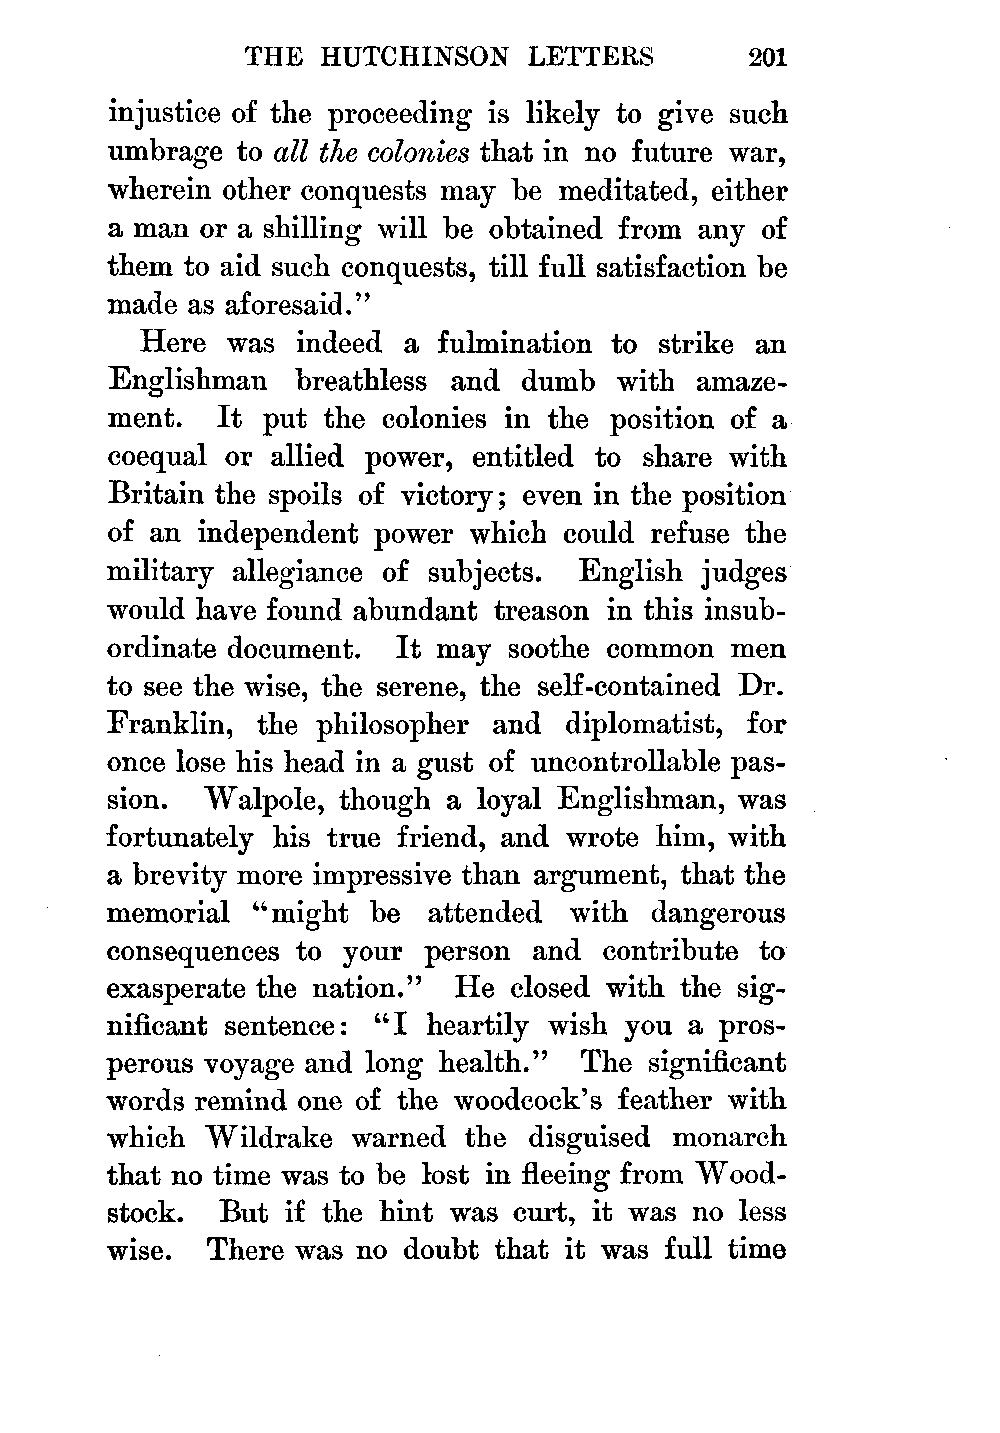 THE HUTCHINSON LETTERS 201
injustice of the proceeding is likely to give such
umbrage to all the colonies that in no future war,
wherein other conquests may be meditated, either
a man or a shilling will be obtained from any of
them to aid such conquests, till full satisfaction be
made as aforesaid."
Here was indeed a fulmination to strike an
Englishman breathless and dumb with amaze-
ment. It put the colonies in the position of a
coequal or allied power, entitled to share with
Britain the spoils of victory; even in the position
of an independent power which could refuse the
military allegiance of subjects. English judges
would have found abundant treason in this insub-
ordinate document. It may soothe common men
to see the wise, the serene, the self-contained Dr.
Franklin, the philosopher and diplomatist, for
once lose his head in a gust of uncontrollable pas-
sion. Walpole, though a loyal Englishman, was
fortunately his true friend, and wrote him, with
a brevity more impressive than argument, that the
memorial "might be attended with dangerous
consequences to your person and contribute to
exasperate the nation." He closed with the sig-
nificant sentence: "I heartily wish you a pros-
perous voyage and long health." The significant
words remind one of the woodcock's feather with
which Wildrake warned the disguised monarch
that no time was to be lost in fleeing from Wood-
stock. But if the hint was curt, it was no less
wise. There was no doubt that it was full time